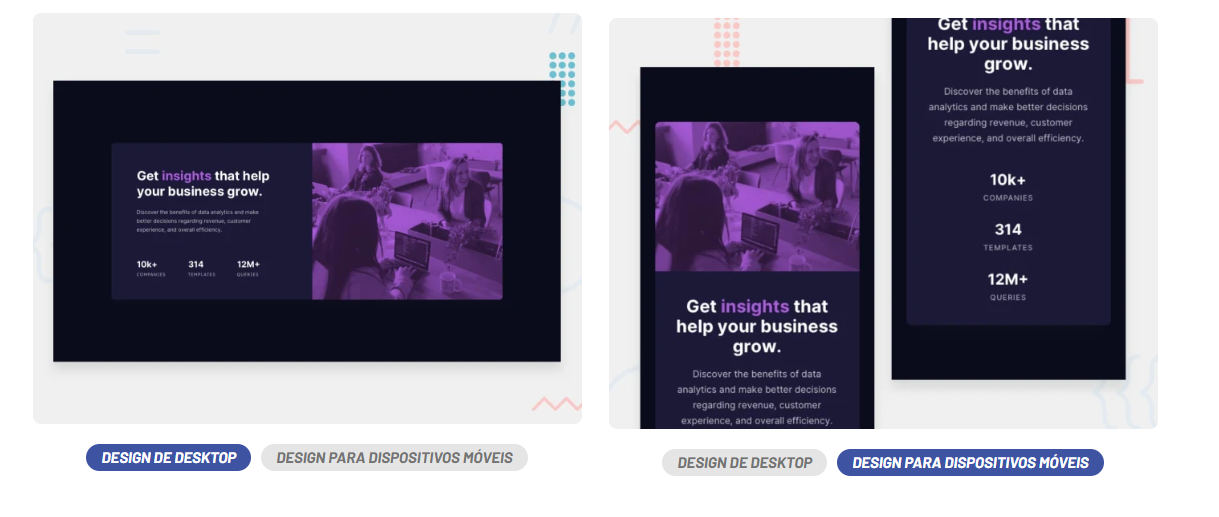 Get insights that help
your business grow.
Discover the benefits of data analytics and make
better decisions regarding revenue, customer
experience, and overall efficiency.
10k+
COMPANIES
314
TEMPLATES
12M+
QUERIES
DESIGN DE DESKTOP
DESIGN PARA DISPOSITIVOS MÓVEIS
Get insights that
help your business
grow.
Discover the benefits of data
analytics and make better decisions
regarding revenue, customer
experience, and overall efficiency.
Get insights that
help your business
grow.
Discover the benefits of data
analytics and make better decisions
regarding revenue, customer
experience, and overall efficiency.
10k+
COMPANIES
314
TEMPLATES
12M+
QUERIES
DESIGN DE DESKTOP
DESIGN PARA DISPOSITIVOS MÓVEIS